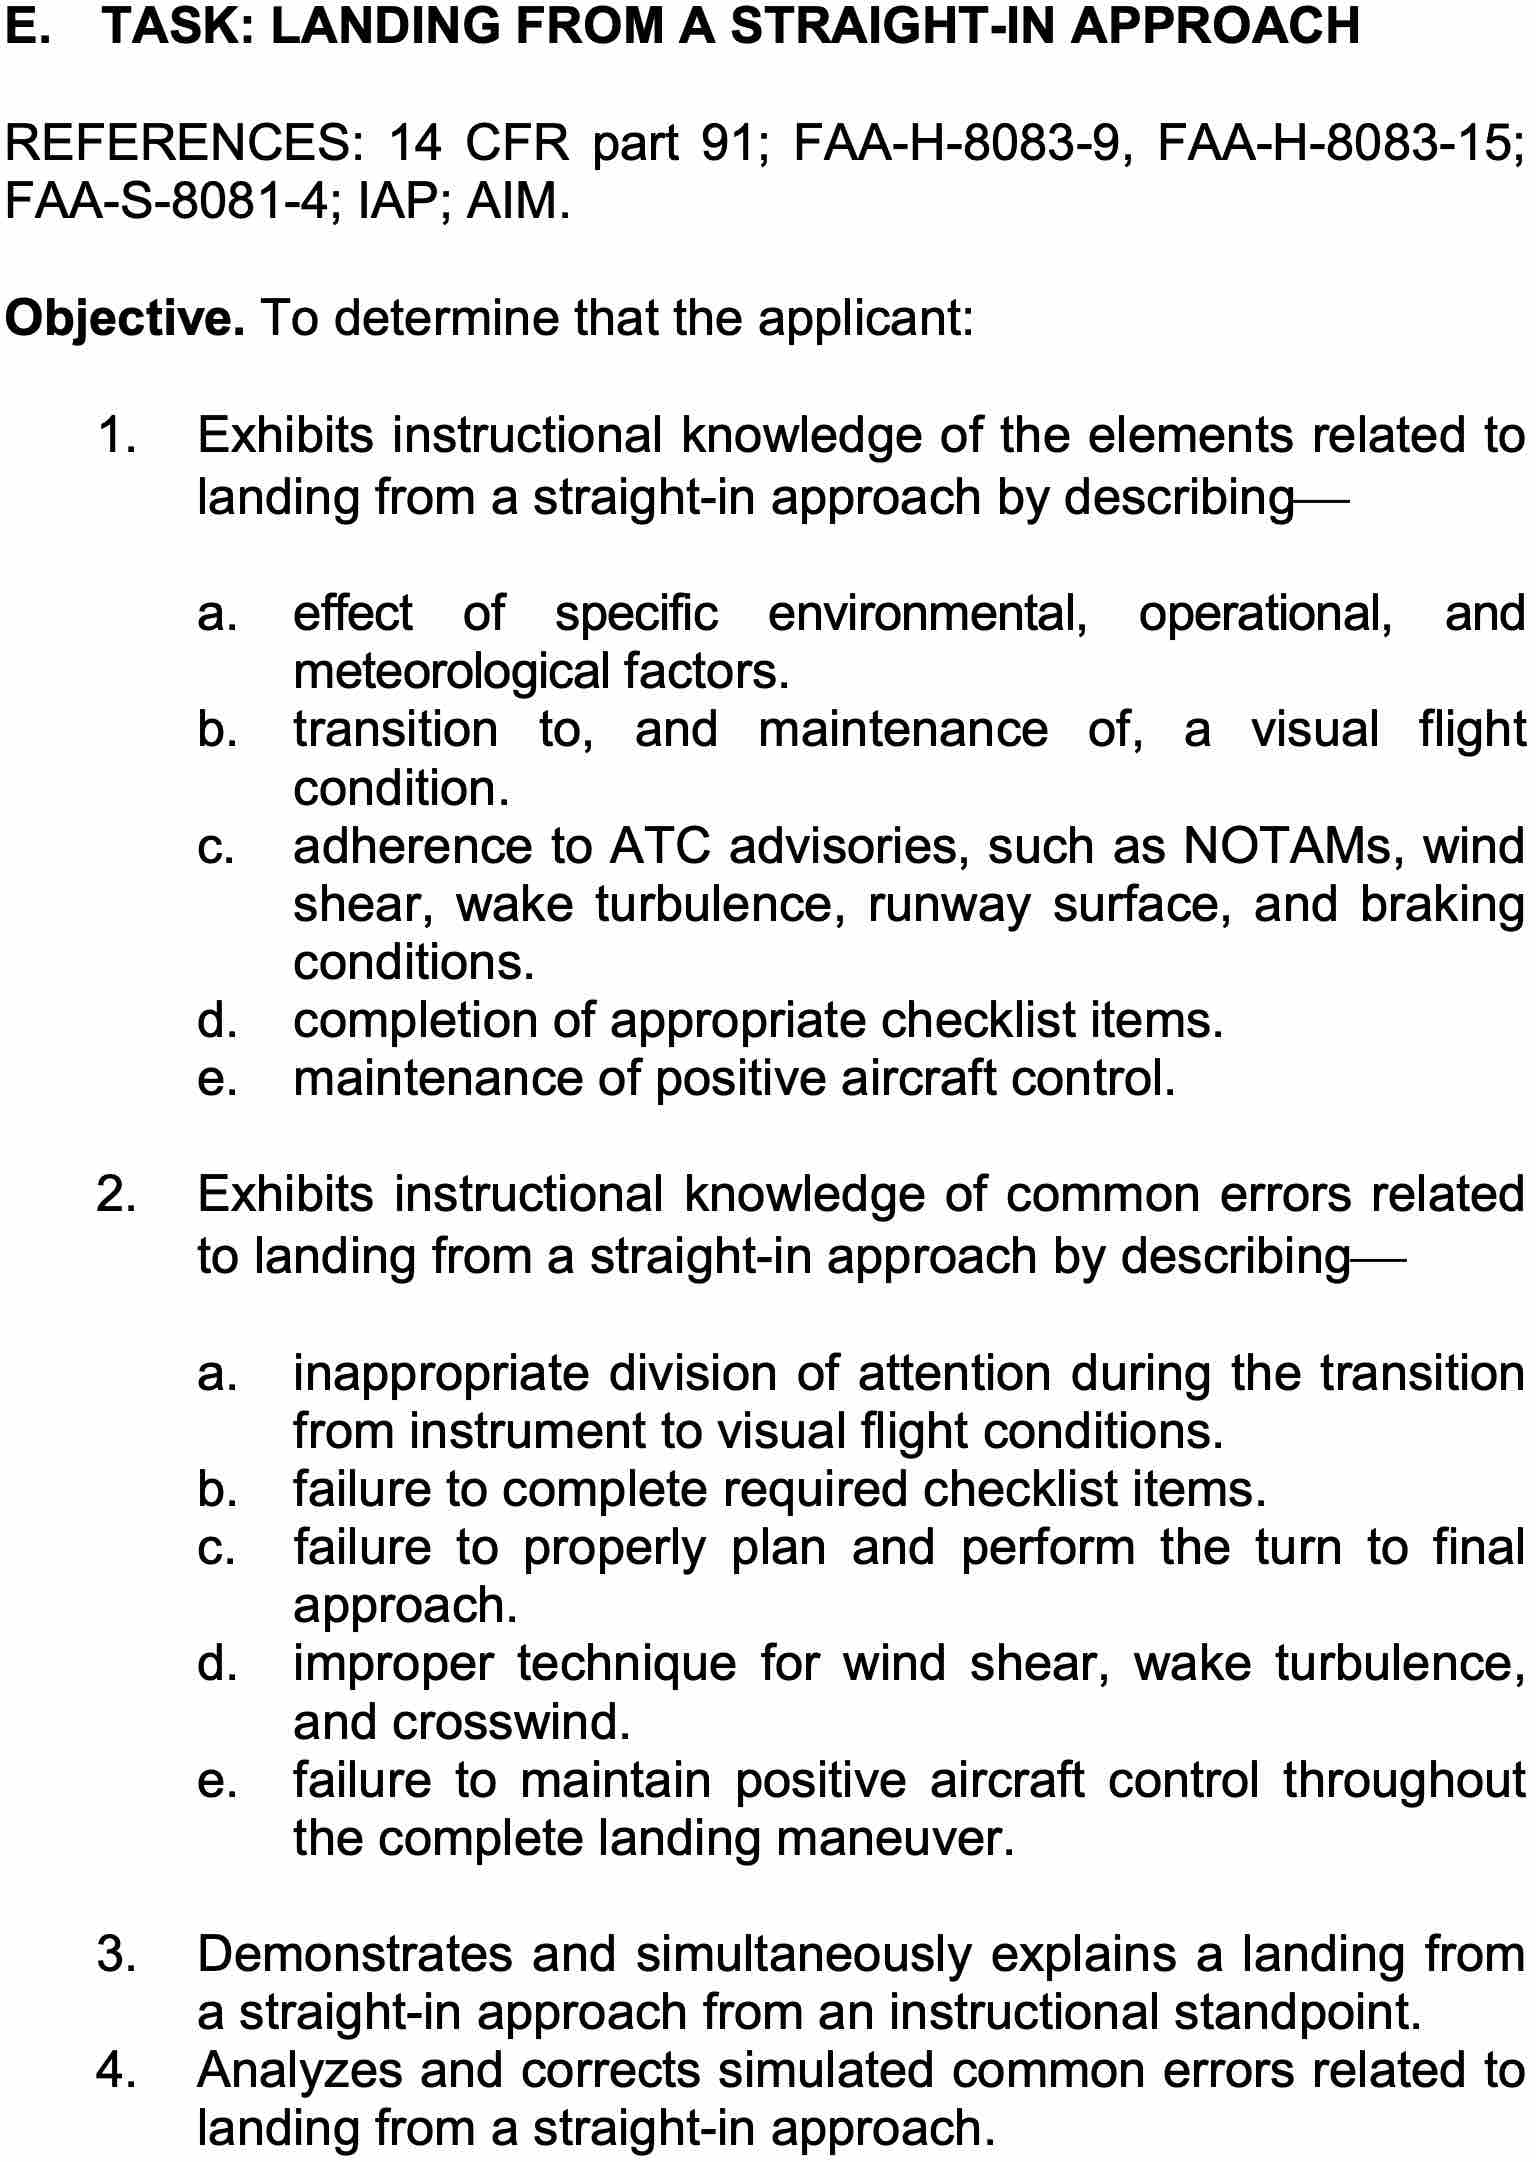 E. TASK: LANDING FROM A STRAIGHT-IN APPROACH
REFERENCES: 14 CFR part 91; FAA-H-8083-9, FAA-H-8083-15;
FAA-S-8081-4; IAP; AIM.
Objective. To determine that the applicant:
1. Exhibits instructional knowledge of the elements related to
landing from a straight-in approach by describing—
a. effect of specific environmental, operational, and
meteorological factors.
b. transition to, and maintenance of, a visual flight
condition.
c. adherence to ATC advisories, such as NOTAMs, wind
shear, wake turbulence, runway surface, and braking
conditions.
d. completion of appropriate checklist items.
e. maintenance of positive aircraft control.
2. Exhibits instructional knowledge of common errors related
to landing from a straight-in approach by describing—
a. inappropriate division of attention during the transition
from instrument to visual flight conditions.
b. failure to complete required checklist items.
c. failure to properly plan and perform the turn to final
approach.
d. improper technique for wind shear, wake turbulence,
and crosswind.
e. failure to maintain positive aircraft control throughout
the complete landing maneuver.
3. Demonstrates and simultaneously explains a landing from
a straight-in approach from an instructional standpoint.
4. Analyzes and corrects simulated common errors related to
landing from a straight-in approach.